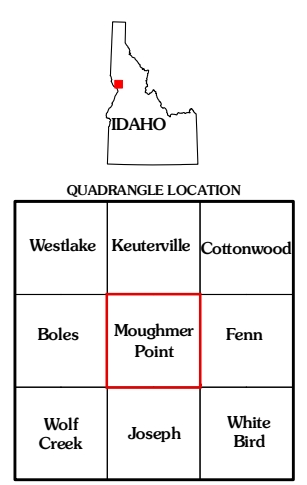 IDAHO
QUADRANGLE LOCATION
Westlake Keuterville Cottonwood
Boles Moughmer Point Fenn
Wolf Creek Joseph White Bird